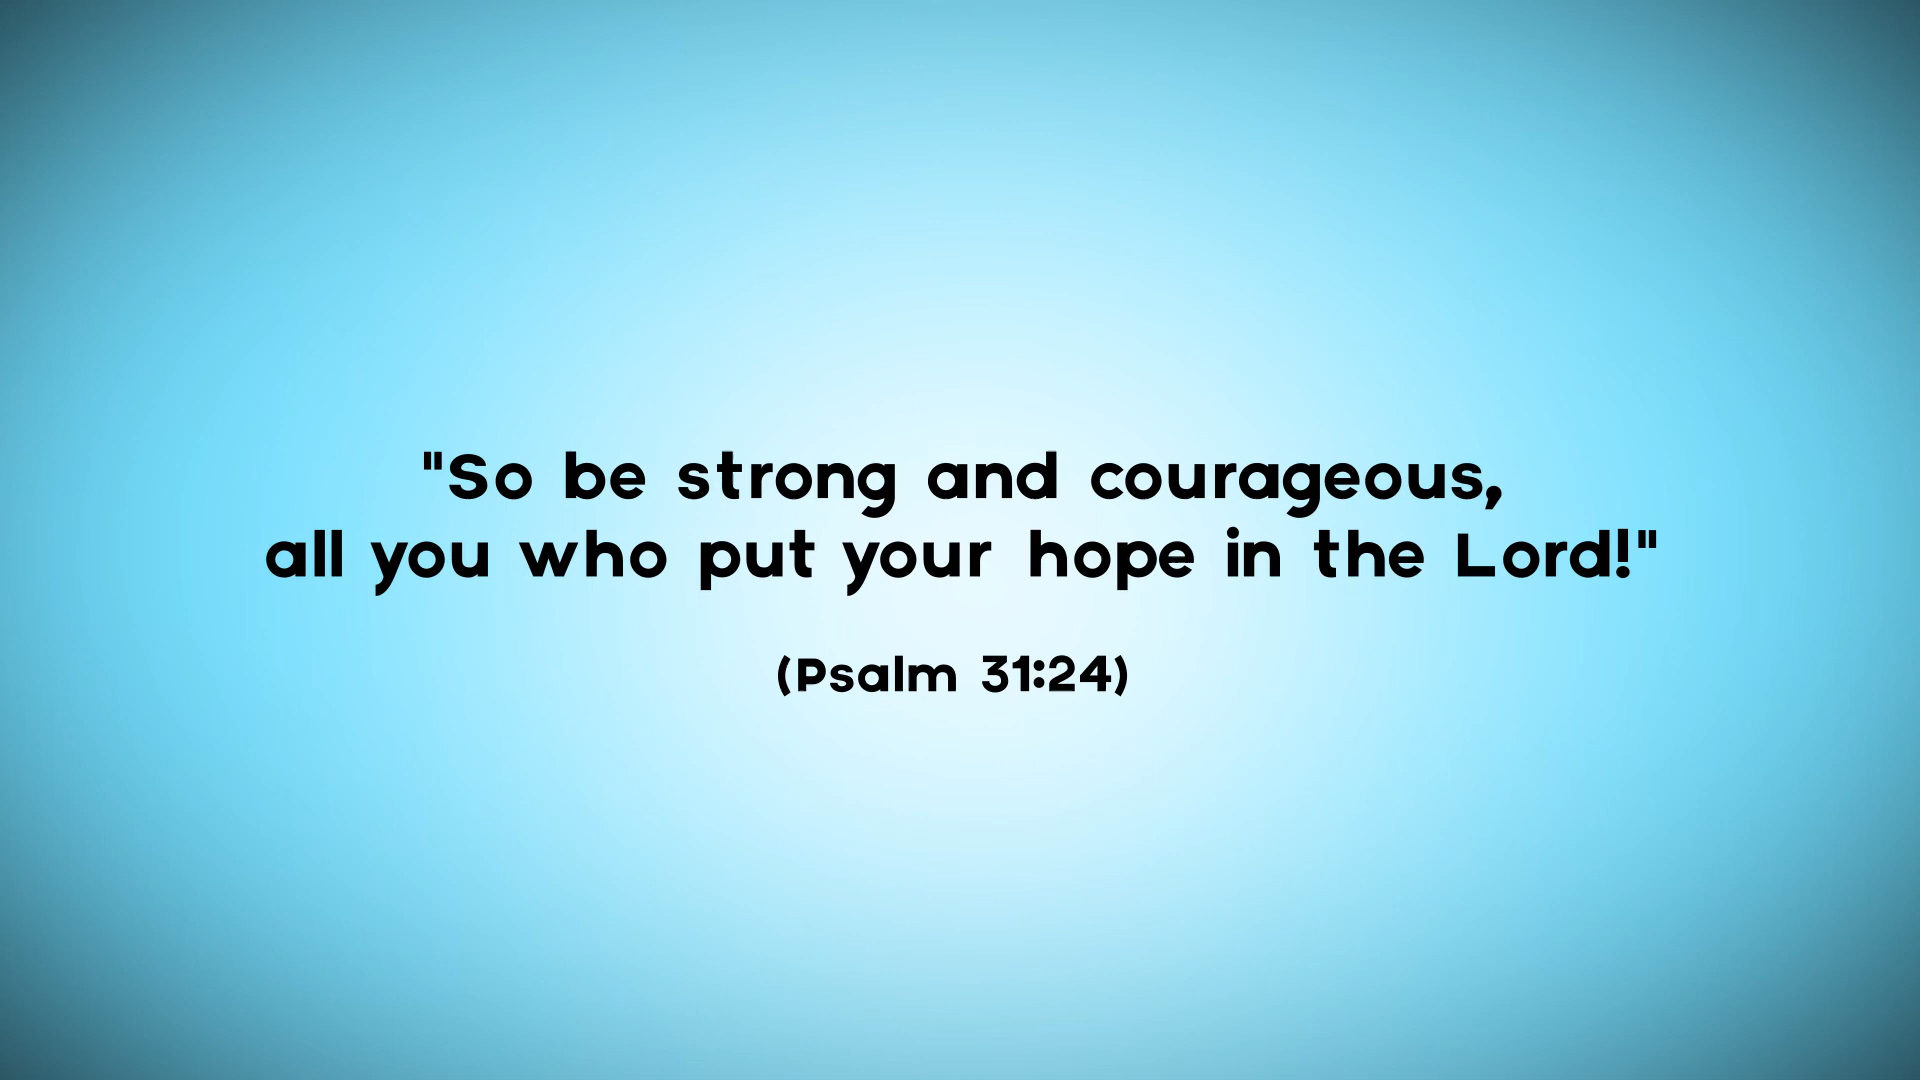 "So be strong and courageous,
all you who put your hope in the Lord!"
(Psalm 31:24)